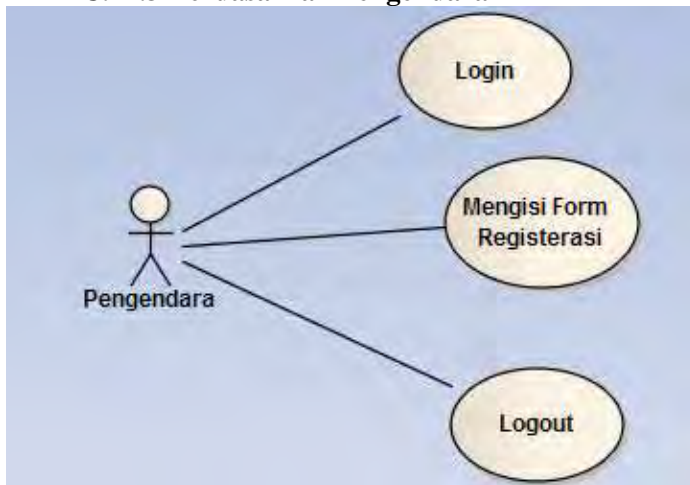 Login
Mengisi Form
Registerasi
Pengendara
Logout